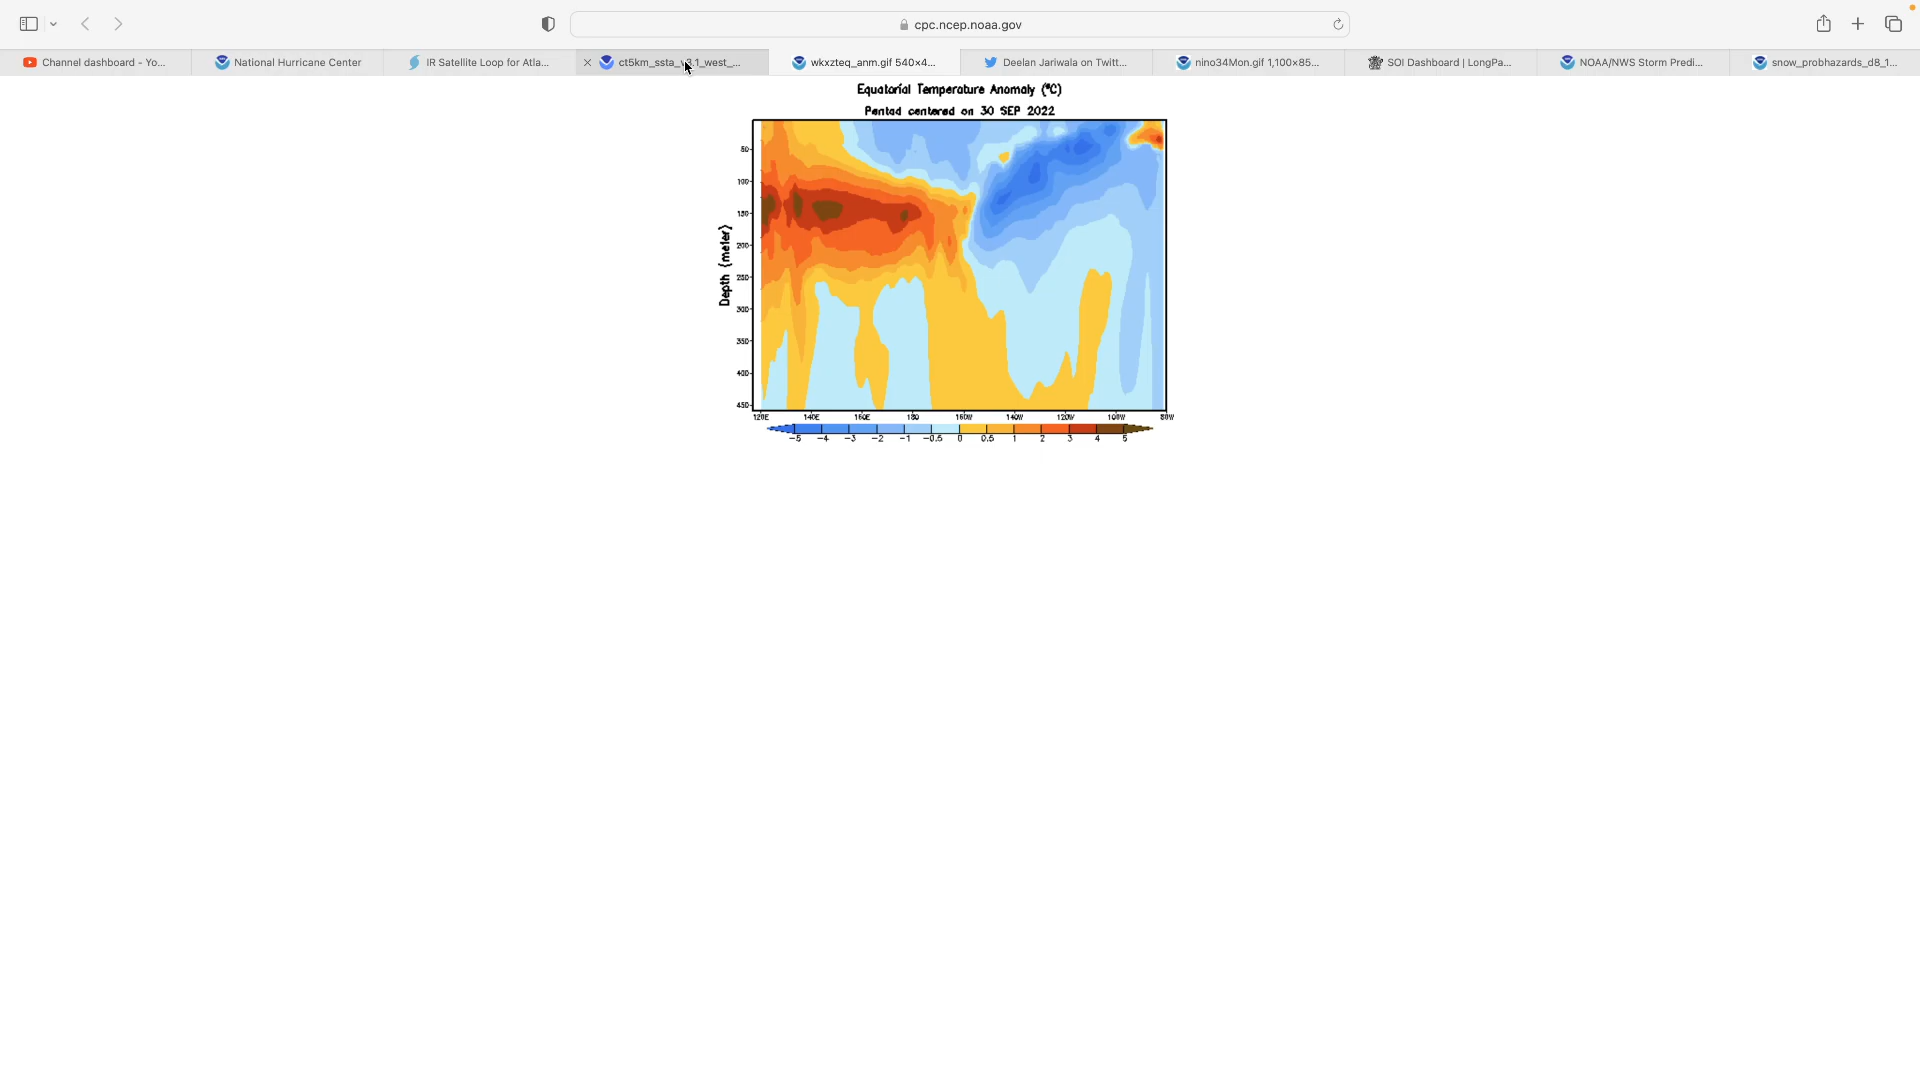 cpc.ncep.noaa.gov
Channel dashboard - Yo...
National Hurricane Center
IR Satellite Loop for Atla...
ct5km_ssta_v3.1_west_...
wkxzteq_anm.gif 540×4...
Deelan Jariwala on Twitt...
nino34Mon.gif 1,100×85...
SOI Dashboard | LongPa...
NOAA/NWS Storm Predi...
snow_probhazards_d8_1...
Equatorial Temperature Anomaly (°C)
Pentad centered on 30 SEP 2022
Depth (meter)
50
100
150
200
250
300
350
400
450
120E 140E 160E 180 160W 140W 120W 100W 80W
-5 -4 -3 -2 -1 -0.5 0 0.5 1 2 3 4 5